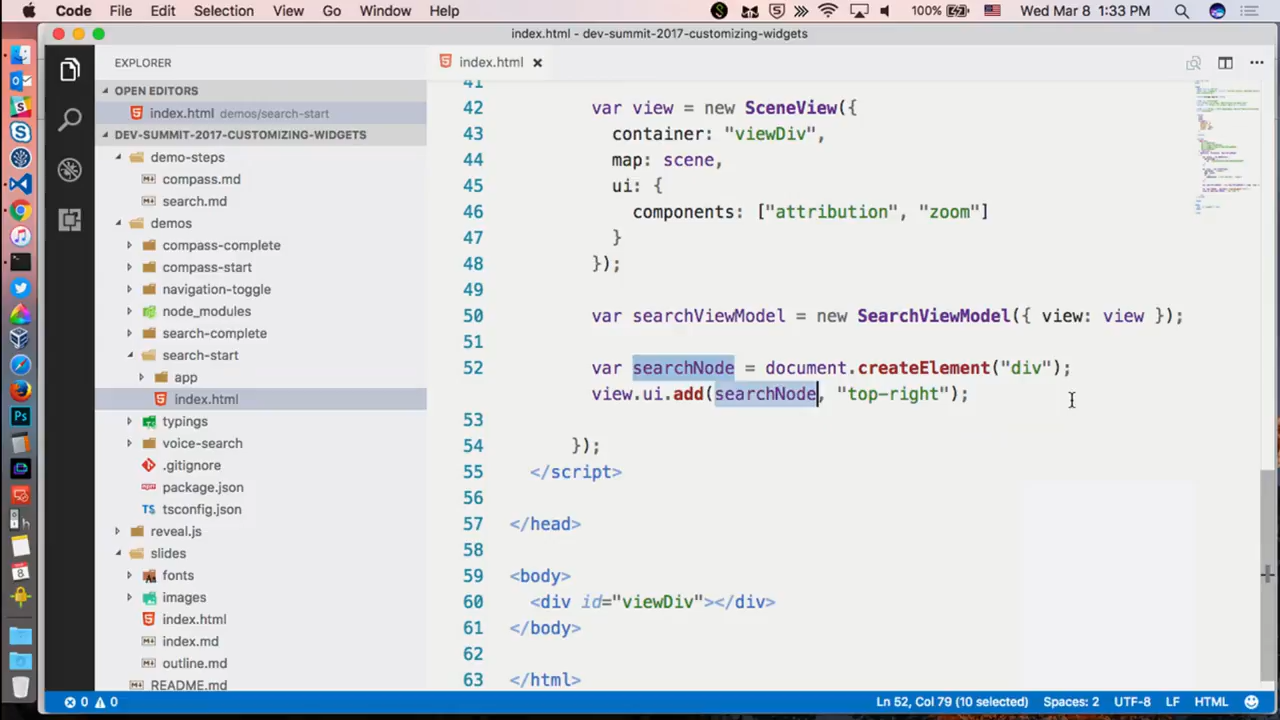 Code File Edit Selection View Go Window Help 100% Wed Mar 8 1:33 PM
index.html - dev-summit-2017-customizing-widgets
EXPLORER
OPEN EDITORS
index.html demos/search-start
DEV-SUMMIT-2017-CUSTOMIZING-WIDGETS
demo-steps
compass.md
search.md
demos
compass-complete
compass-start
navigation-toggle
node_modules
search-complete
search-start
app
index.html
typings
voice-search
.gitignore
package.json
tsconfig.json
reveal.js
slides
fonts
images
index.html
index.md
outline.md
README.md
index.html
41
42 var view = new SceneView({
43 container: "viewDiv",
44 map: scene,
45 ui: {
46 components: ["attribution", "zoom"]
47 }
48 });
49
50 var searchViewModel = new SearchViewModel({ view: view });
51
52 var searchNode = document.createElement("div");
view.ui.add(searchNode, "top-right");
53
54 });
55 </script>
56
57 </head>
58
59 <body>
60 <div id="viewDiv"></div>
61 </body>
62
63 </html>
0 0 Ln 52, Col 79 (10 selected) Spaces: 2 UTF-8 LF HTML